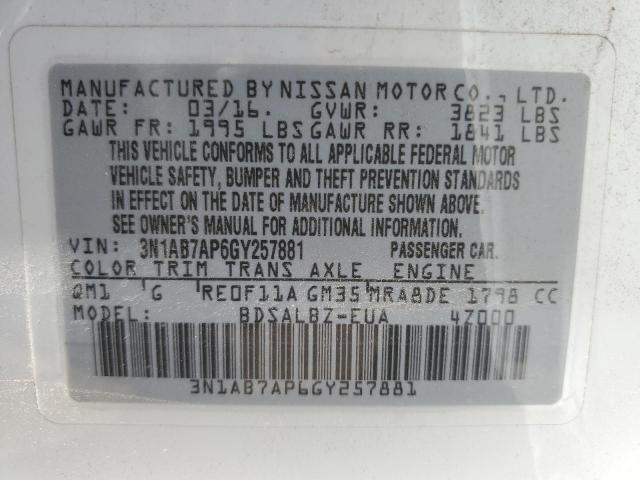 MANUFACTURED BY NISSAN MOTOR CO., LTD.
DATE: 03/16. GVWR: 3823 LBS
GAWR FR: 1995 LBS GAWR RR: 1841 LBS
THIS VEHICLE CONFORMS TO ALL APPLICABLE FEDERAL MOTOR
VEHICLE SAFETY, BUMPER AND THEFT PREVENTION STANDARDS
IN EFFECT ON THE DATE OF MANUFACTURE SHOWN ABOVE.
SEE OWNER'S MANUAL FOR ADDITIONAL INFORMATION.
VIN: 3N1AB7AP6GY257881 PASSENGER CAR.
COLOR TRIM TRANS AXLE ENGINE
QM1 G RE0F11A GM35 MRA8DE 1798 CC
MODEL: BDSALBZ-EUA 4Z000
3N1AB7AP6GY257881